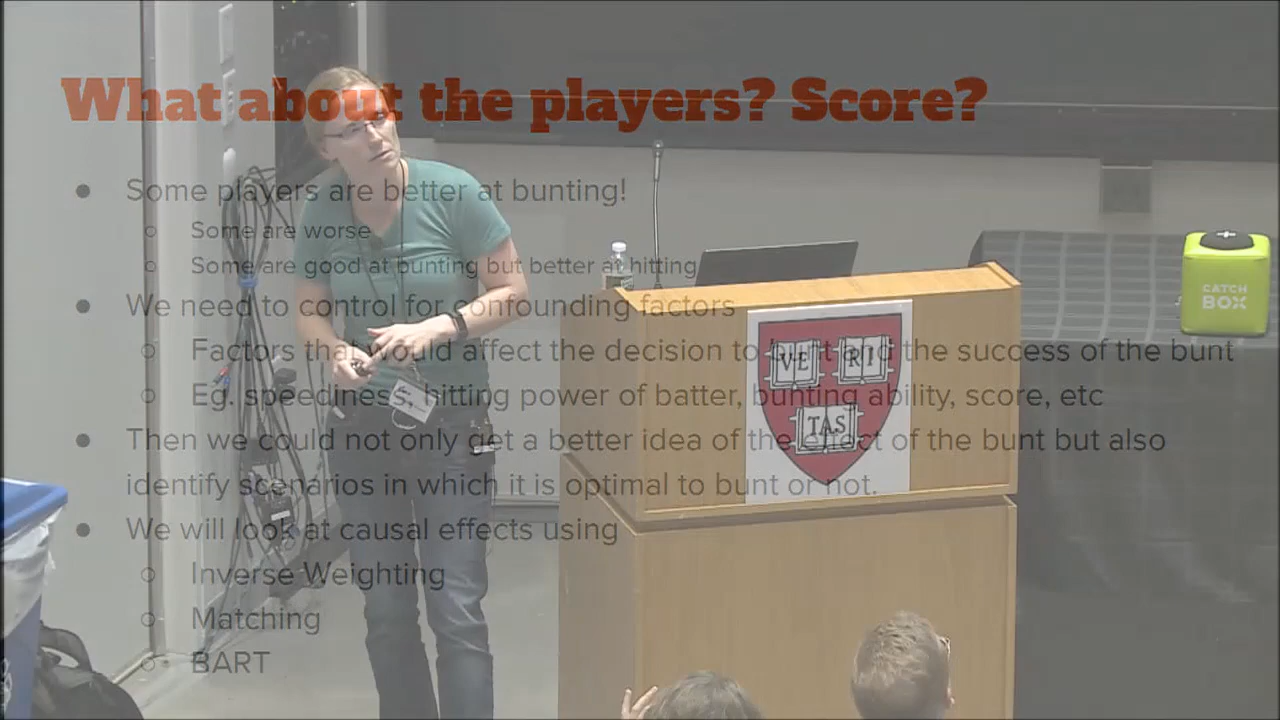 What about the players? Score?
Some players are better at bunting!
Some are worse
Some are good at bunting but better at hitting
We need to control for confounding factors
Factors that would affect the decision to bunt and the success of the bunt
Eg. speediness, hitting power of batter, bunting ability, score, etc
Then we could not only get a better idea of the effect of the bunt but also
identify scenarios in which it is optimal to bunt or not.
We will look at causal effects using
Inverse Weighting
Matching
BART
VE RI
TAS
CATCH
BOX